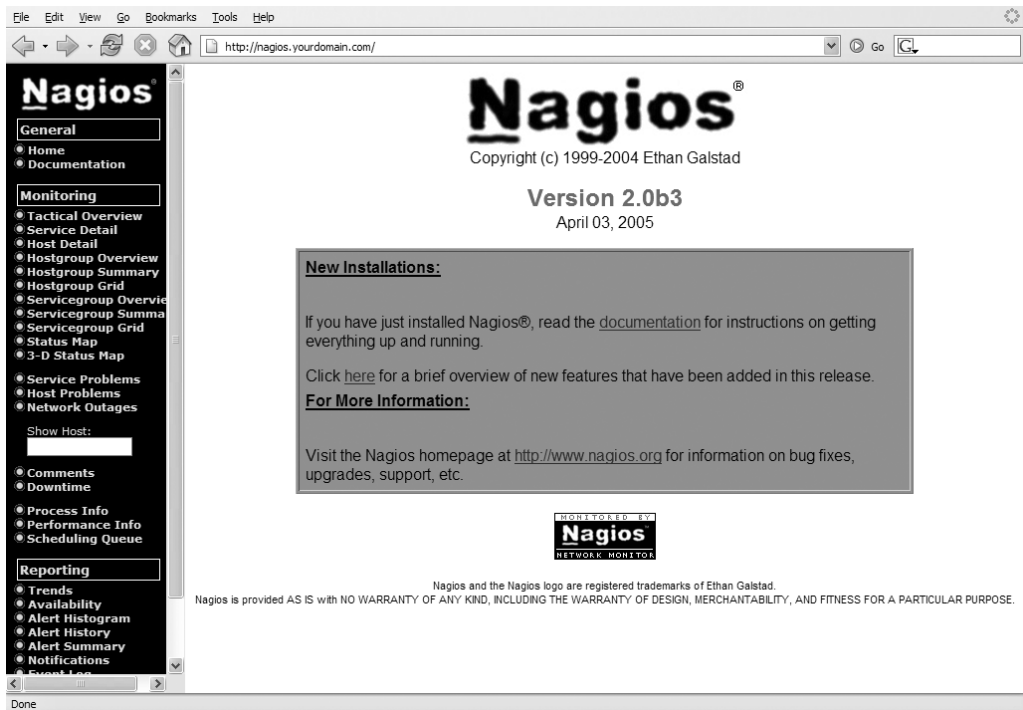 File Edit View Go Bookmarks Tools Help
http://nagios.yourdomain.com/
Go
G
Nagios®
General
Home
Documentation
Monitoring
Tactical Overview
Service Detail
Host Detail
Hostgroup Overview
Hostgroup Summary
Hostgroup Grid
Servicegroup Overvie
Servicegroup Summa
Servicegroup Grid
Status Map
3-D Status Map
Service Problems
Host Problems
Network Outages
Show Host:
Comments
Downtime
Process Info
Performance Info
Scheduling Queue
Reporting
Trends
Availability
Alert Histogram
Alert History
Alert Summary
Notifications
Event Log
Nagios®
Copyright (c) 1999-2004 Ethan Galstad
Version 2.0b3
April 03, 2005
New Installations:
If you have just installed Nagios®, read the documentation for instructions on getting
everything up and running.
Click here for a brief overview of new features that have been added in this release.
For More Information:
Visit the Nagios homepage at http://www.nagios.org for information on bug fixes,
upgrades, support, etc.
MONITORED BY
Nagios™
NETWORK MONITOR
Nagios and the Nagios logo are registered trademarks of Ethan Galstad.
Nagios is provided AS IS with NO WARRANTY OF ANY KIND, INCLUDING THE WARRANTY OF DESIGN, MERCHANTABILITY, AND FITNESS FOR A PARTICULAR PURPOSE.
Done